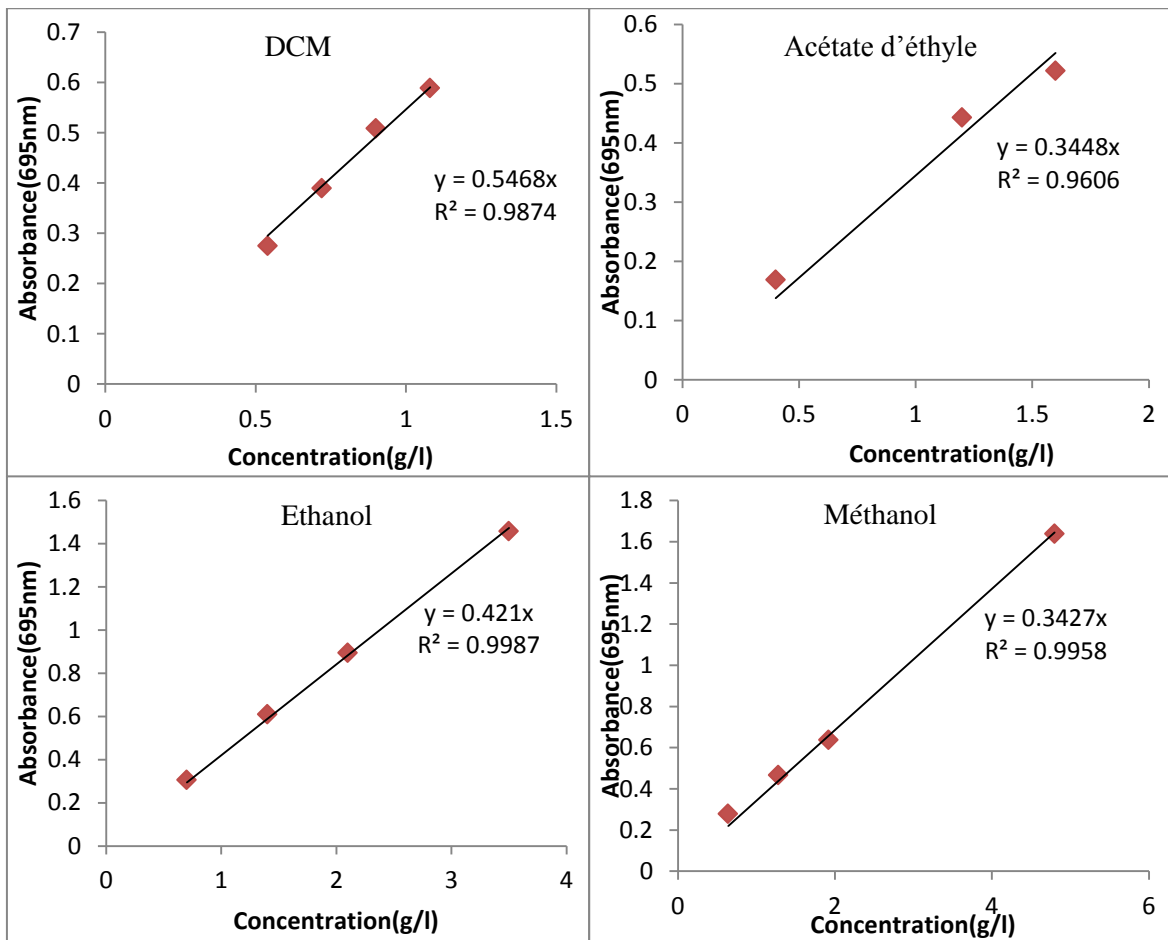 DCM
Absorbance(695nm)
0.7
0.6
0.5
0.4
0.3
0.2
0.1
0
y = 0.5468x
R² = 0.9874
0 0.5 1 1.5
Concentration(g/l)
Acétate d’éthyle
Absorbance(695nm)
0.6
0.5
0.4
0.3
0.2
0.1
0
y = 0.3448x
R² = 0.9606
0 0.5 1 1.5 2
Concentration(g/l)
Ethanol
Absorbance(695nm)
1.6
1.4
1.2
1
0.8
0.6
0.4
0.2
0
y = 0.421x
R² = 0.9987
0 1 2 3 4
Concentration(g/l)
Méthanol
Absorbance(695nm)
1.8
1.6
1.4
1.2
1
0.8
0.6
0.4
0.2
0
y = 0.3427x
R² = 0.9958
0 2 4 6
Concentration(g/l)